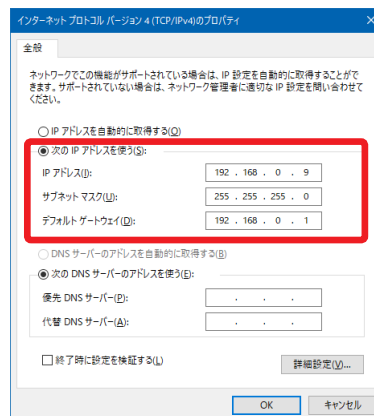 インターネット プロトコル バージョン 4 (TCP/IPv4)のプロパティ
全般
ネットワークでこの機能がサポートされている場合は、IP 設定を自動的に取得することがで
きます。サポートされていない場合は、ネットワーク管理者に適切な IP 設定を問い合わせて
ください。
IP アドレスを自動的に取得する(O)
次の IP アドレスを使う(S):
IP アドレス(I): 192 . 168 . 0 . 9
サブネット マスク(U): 255 . 255 . 255 . 0
デフォルト ゲートウェイ(D): 192 . 168 . 0 . 1
DNS サーバーのアドレスを自動的に取得する(B)
次の DNS サーバーのアドレスを使う(E):
優先 DNS サーバー(P): . . .
代替 DNS サーバー(A): . . .
終了時に設定を検証する(L)
詳細設定(V)...
OK キャンセル